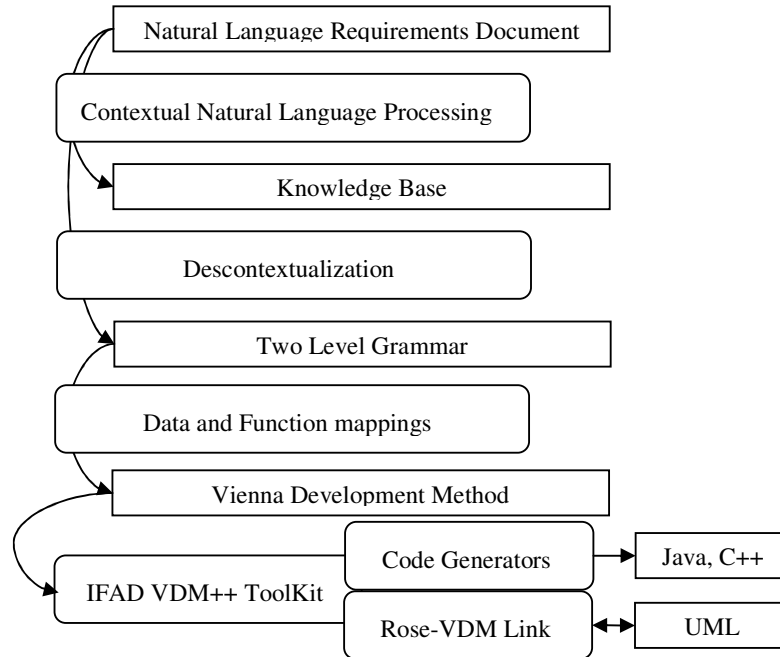 Natural Language Requirements Document
Contextual Natural Language Processing
Knowledge Base
Descontextualization
Two Level Grammar
Data and Function mappings
Vienna Development Method
Code Generators
Java, C++
IFAD VDM++ ToolKit
Rose-VDM Link
UML